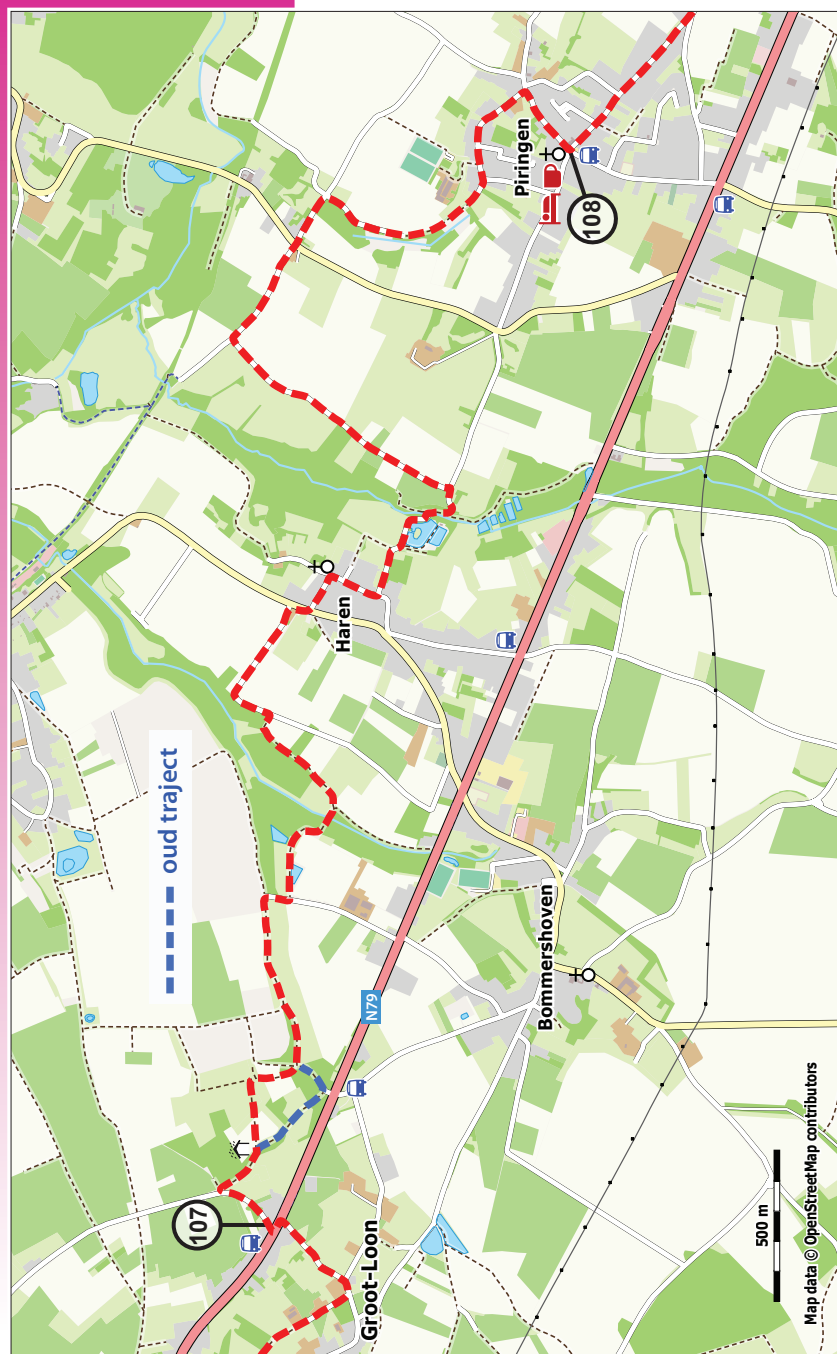 107
Groot-Loon
N79
oud traject
Haren
Bommershoven
Piringen
108
500 m
Map data © OpenStreetMap contributors